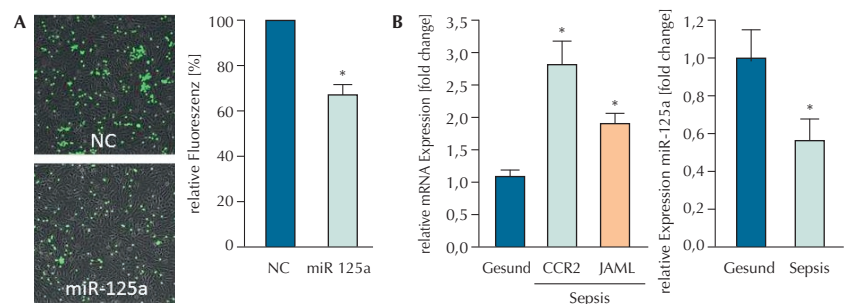 A
NC
miR-125a
relative Fluoreszenz [%]
100
80
60
40
20
0
*
NC miR 125a
B
relative mRNA Expression [fold change]
3,5
3,0
2,5
2,0
1,5
1,0
0,5
0,0
*
*
Gesund CCR2 JAML
Sepsis
relative Expression miR-125a [fold change]
1,2
1,0
0,8
0,6
0,4
0,2
0,0
*
Gesund Sepsis